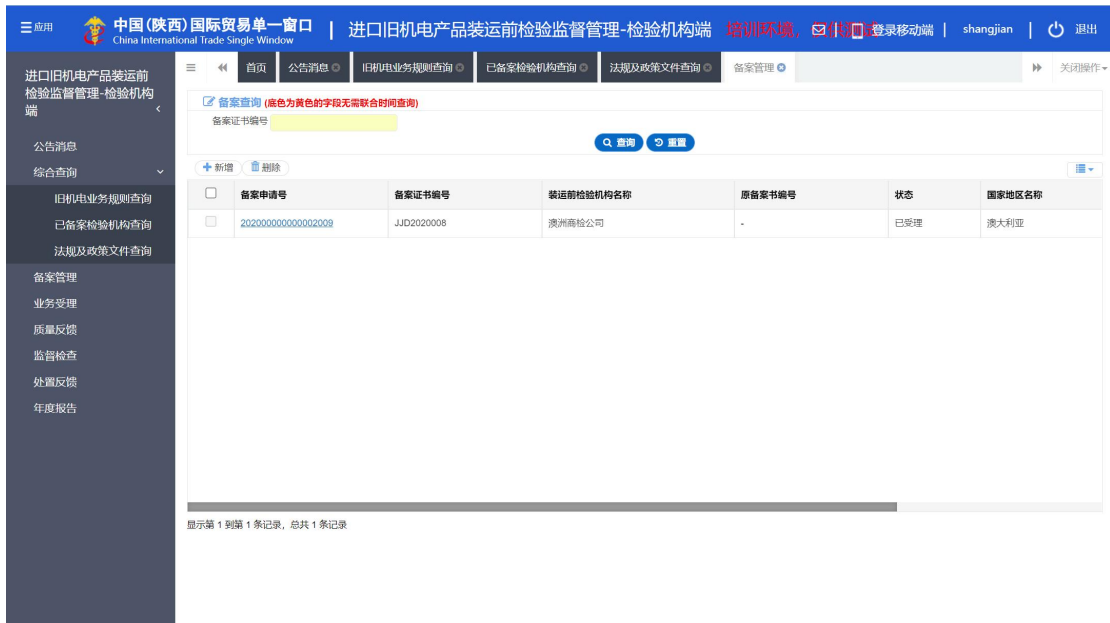 应用
中国(陕西)国际贸易单一窗口 | 进口旧机电产品装运前检验监督管理-检验机构端 培训环境, 登录移动端 | shangjian | 退出
China International Trade Single Window
进口旧机电产品装运前检验监督管理-检验机构端
首页 公告消息 旧机电业务规则查询 已备案检验机构查询 法规及政策文件查询 备案管理 关闭操作
备案查询 (底色为黄色的字段无需联合时间查询)
备案证书编号
查询 重置
公告消息
综合查询
旧机电业务规则查询
已备案检验机构查询
法规及政策文件查询
备案管理
业务受理
质量反馈
监督检查
处置反馈
年度报告
新增 删除
备案申请号 备案证书编号 装运前检验机构名称 原备案书编号 状态 国家地区名称
202000000000002009 JJD2020008 澳洲商检公司 - 已受理 澳大利亚
显示第 1 到第 1 条记录，总共 1 条记录